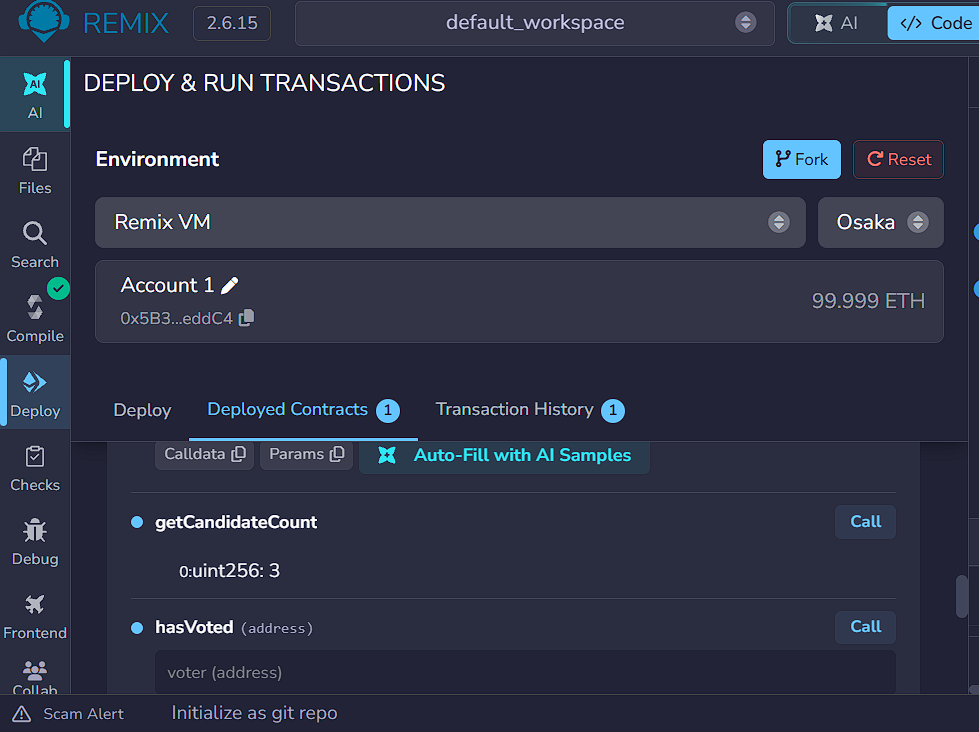 REMIX 2.6.15 default_workspace AI </> Code
AI
AI
DEPLOY & RUN TRANSACTIONS
Environment Fork Reset
Files
Remix VM Osaka
Search
Account 1
0x5B3...eddC4 99.999 ETH
Compile
Deploy
Deploy Deployed Contracts 1 Transaction History 1
Calldata Params Auto-Fill with AI Samples
Checks
getCandidateCount Call
Debug
0:uint256: 3
hasVoted (address) Call
Frontend
voter (address)
Collab
Scam Alert Initialize as git repo